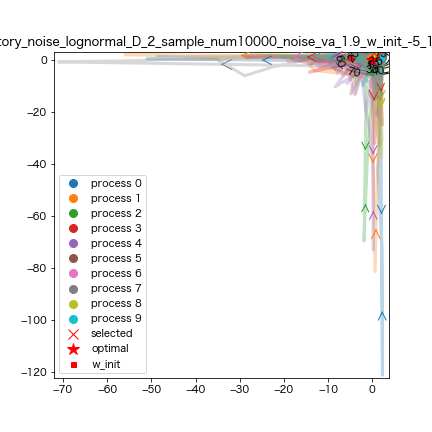 tory_noise_lognormal_D_2_sample_num10000_noise_va_1.9_w_init_-5_1
0
−20
−40
−60
−80
−100
−120
−70 −60 −50 −40 −30 −20 −10 0
process 0
process 1
process 2
process 3
process 4
process 5
process 6
process 7
process 8
process 9
selected
optimal
w_init